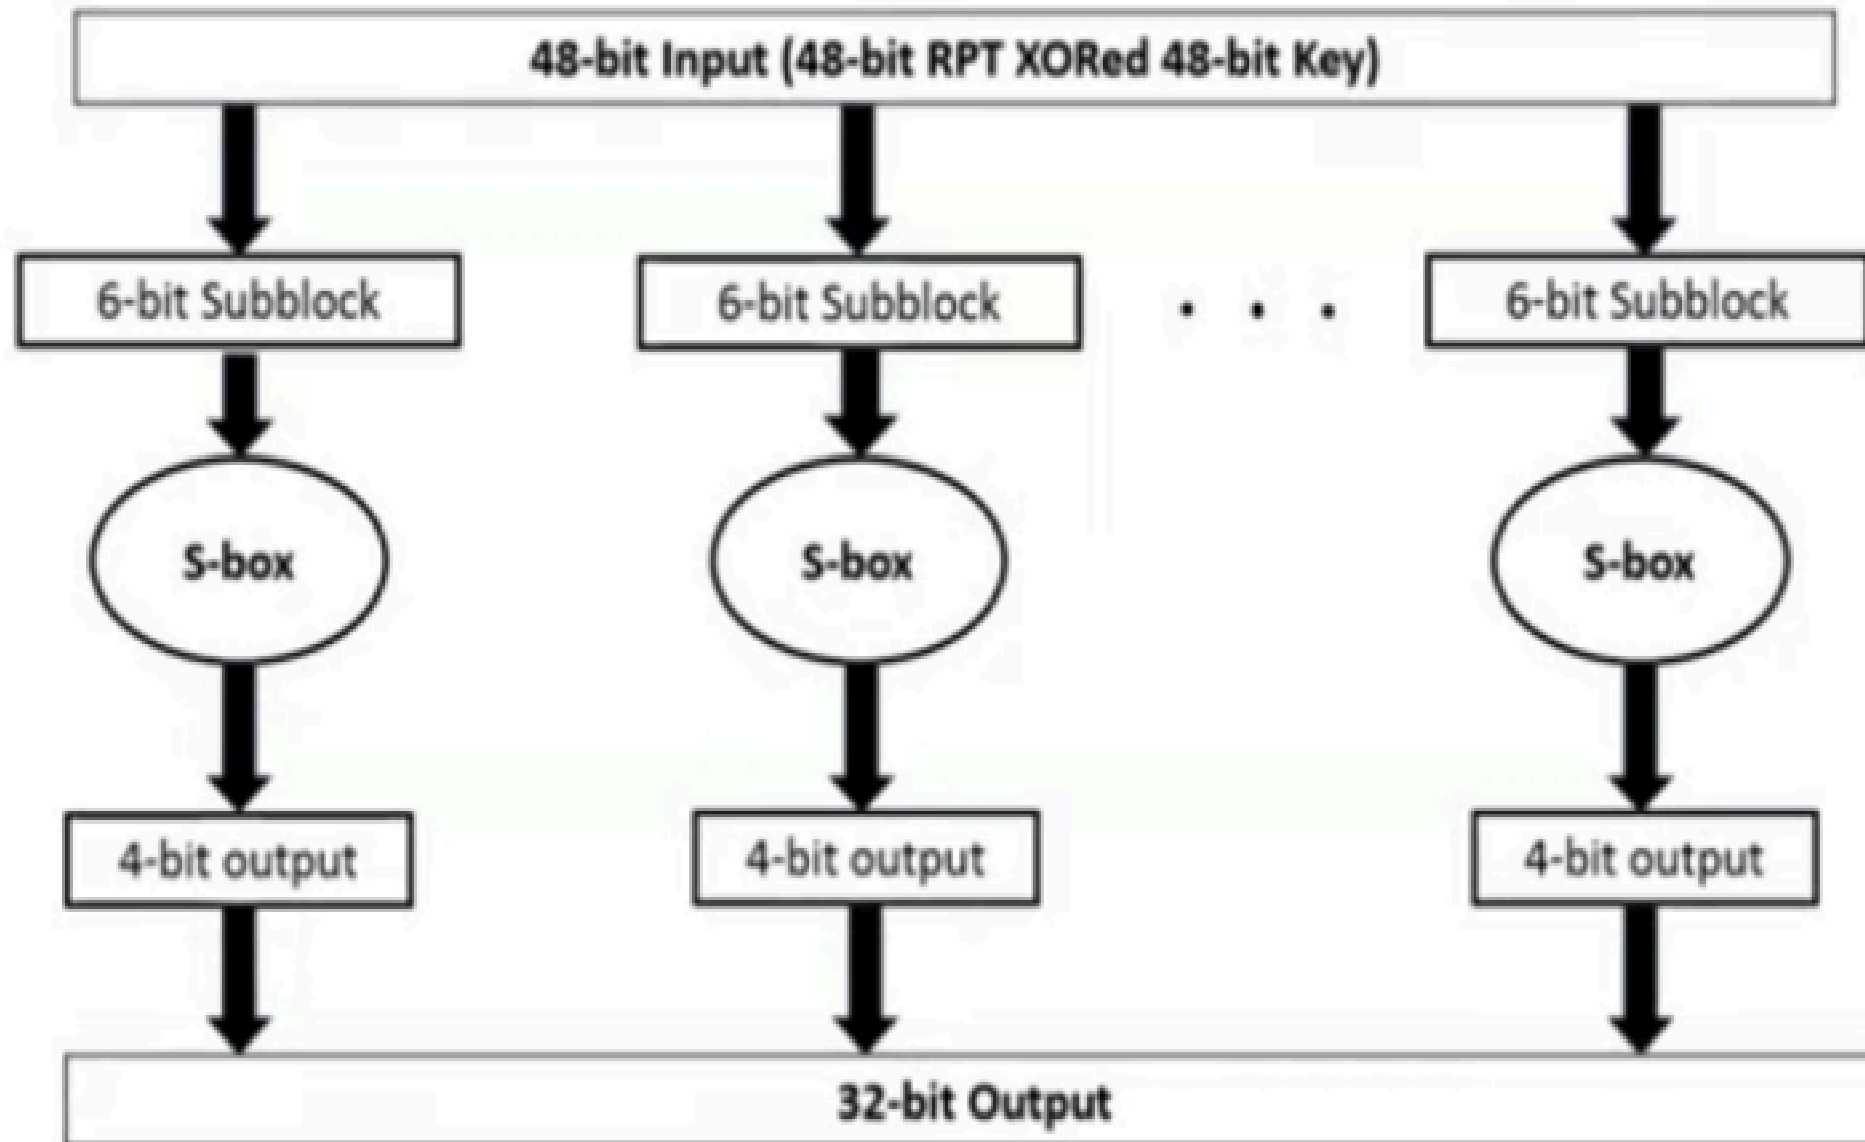 48-bit Input (48-bit RPT XORed 48-bit Key)
6-bit Subblock
6-bit Subblock
. . .
6-bit Subblock
S-box
S-box
S-box
4-bit output
4-bit output
4-bit output
32-bit Output